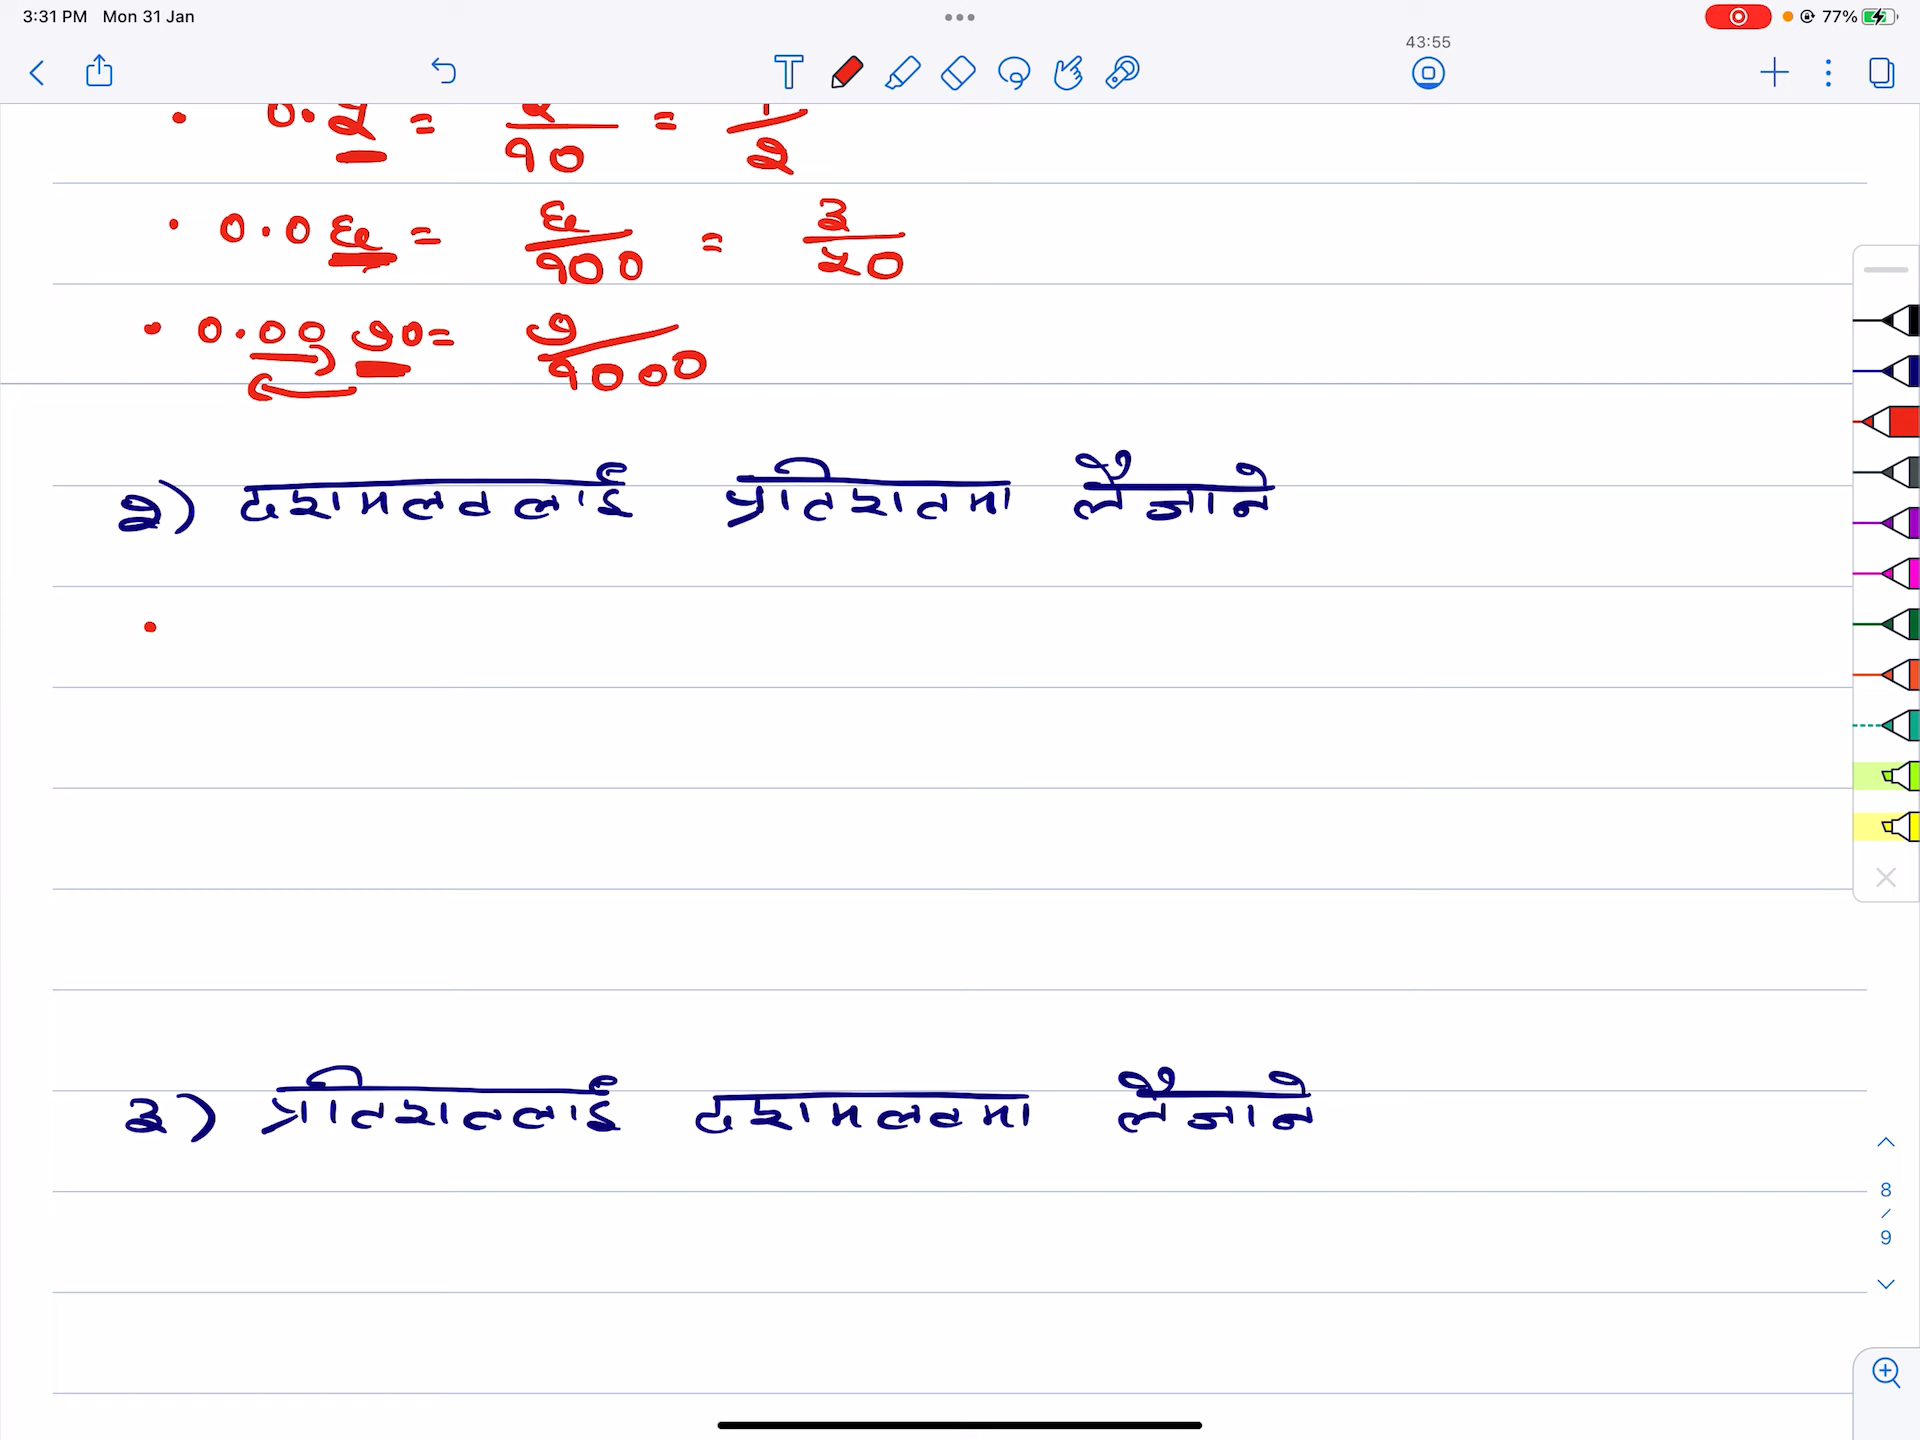 3:31 PM Mon 31 Jan
77%
43:55
• ०.५ = ५/१० = १/२
• ०.०६ = ६/१०० = ३/५०
• ०.००७० = ७/१०००
२) दशमलवलाई प्रतिशतमा लैजाने
•
३) प्रतिशतलाई दशमलवमा लैजाने
8
/
9